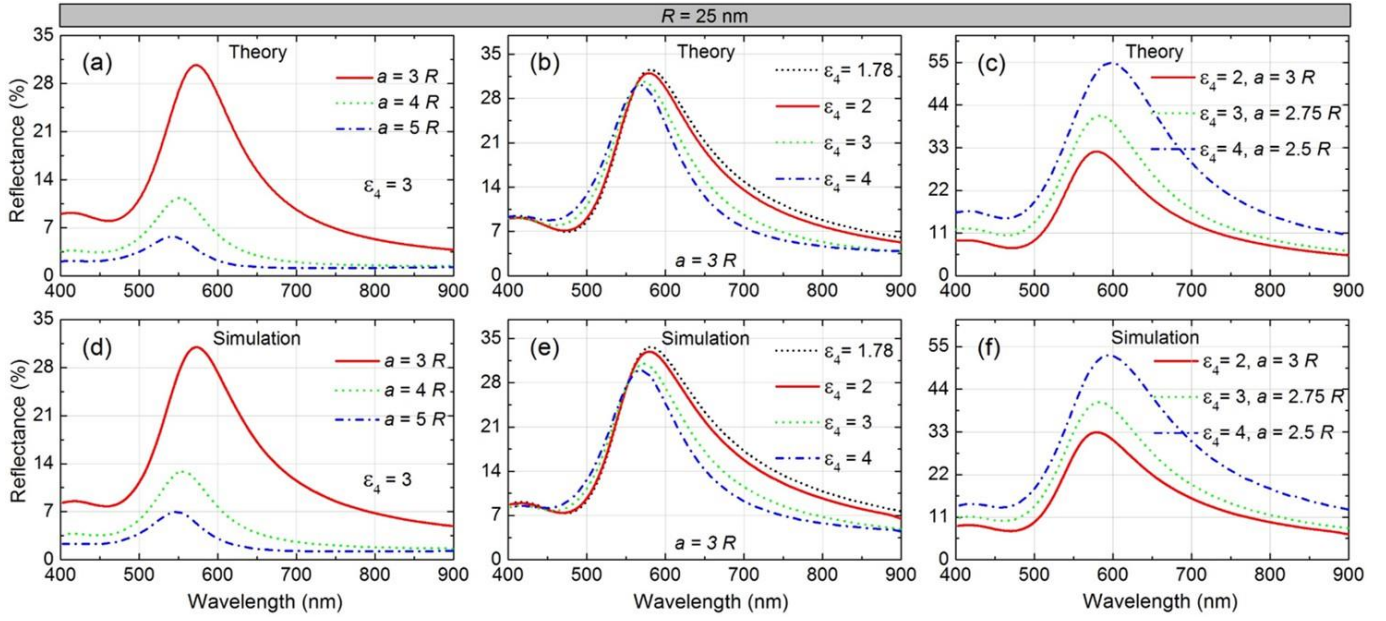 R = 25 nm
(a) Theory
a = 3 R
a = 4 R
a = 5 R
ε4 = 3
Reflectance (%)
35
28
21
14
7
0
400 500 600 700 800 900
(b) Theory
ε4 = 1.78
ε4 = 2
ε4 = 3
ε4 = 4
a = 3 R
35
28
21
14
7
0
400 500 600 700 800 900
(c) Theory
ε4 = 2, a = 3 R
ε4 = 3, a = 2.75 R
ε4 = 4, a = 2.5 R
55
44
33
22
11
0
400 500 600 700 800 900
(d) Simulation
a = 3 R
a = 4 R
a = 5 R
ε4 = 3
Reflectance (%)
35
28
21
14
7
0
400 500 600 700 800 900
Wavelength (nm)
(e) Simulation
ε4 = 1.78
ε4 = 2
ε4 = 3
ε4 = 4
a = 3 R
35
28
21
14
7
0
400 500 600 700 800 900
Wavelength (nm)
(f) Simulation
ε4 = 2, a = 3 R
ε4 = 3, a = 2.75 R
ε4 = 4, a = 2.5 R
55
44
33
22
11
0
400 500 600 700 800 900
Wavelength (nm)